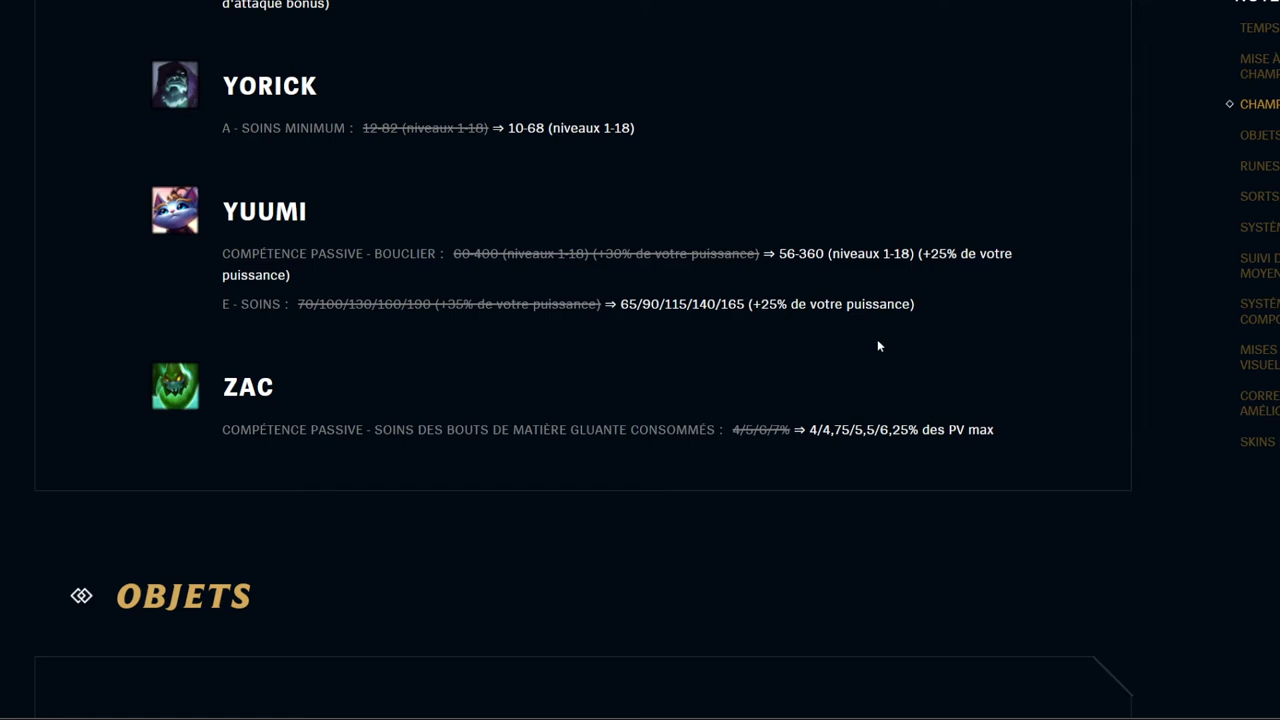 d'attaque bonus)
YORICK
A - SOINS MINIMUM : 12-82 (niveaux 1-18) ⇒ 10-68 (niveaux 1-18)
YUUMI
COMPÉTENCE PASSIVE - BOUCLIER : 60-400 (niveaux 1-18) (+30% de votre puissance) ⇒ 56-360 (niveaux 1-18) (+25% de votre
puissance)
E - SOINS : 70/100/130/160/190 (+35% de votre puissance) ⇒ 65/90/115/140/165 (+25% de votre puissance)
ZAC
COMPÉTENCE PASSIVE - SOINS DES BOUTS DE MATIÈRE GLUANTE CONSOMMÉS : 4/5/6/7% ⇒ 4/4,75/5,5/6,25% des PV max
OBJETS
TEMPS
MISE À
CHAMP
CHAMP
OBJETS
RUNES
SORTS
SYSTÈ
SUIVI D
MOYEN
SYSTÈM
COMPO
MISES
VISUEL
CORRE
AMÉLIO
SKINS